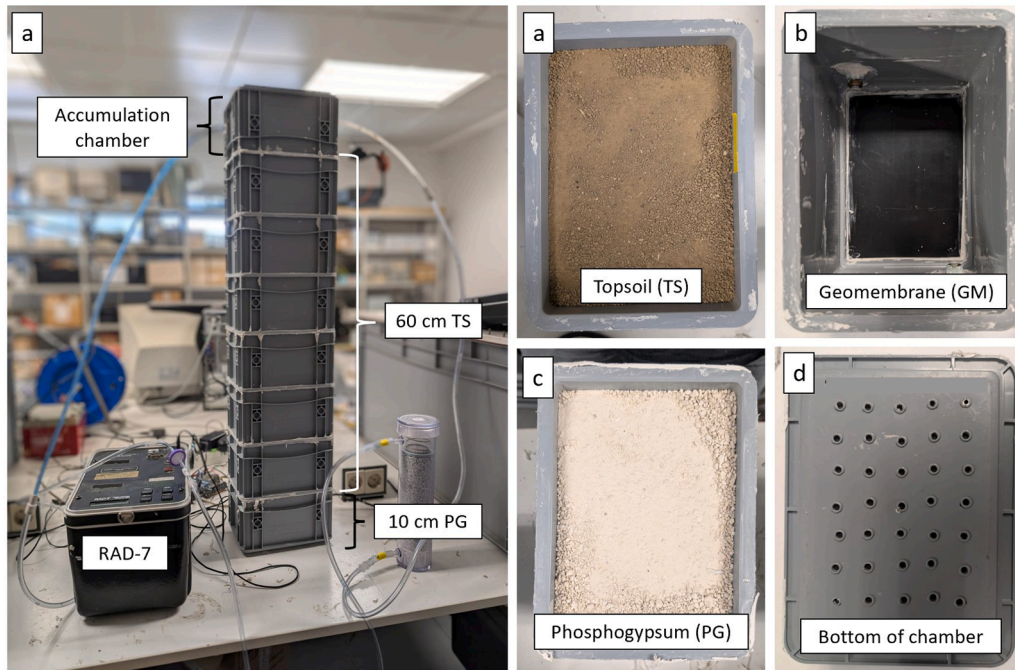 a
Accumulation
chamber
60 cm TS
10 cm PG
RAD-7
a
Topsoil (TS)
b
Geomembrane (GM)
c
Phosphogypsum (PG)
d
Bottom of chamber